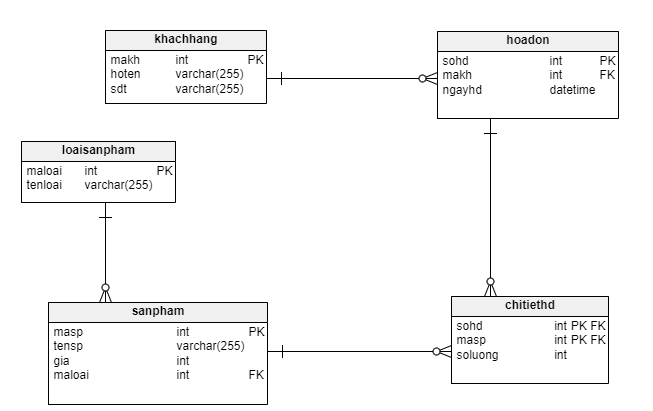 khachhang
makh int PK
hoten varchar(255)
sdt varchar(255)
hoadon
sohd int PK
makh int FK
ngayhd datetime
loaisanpham
maloai int PK
tenloai varchar(255)
sanpham
masp int PK
tensp varchar(255)
gia int
maloai int FK
chitiethd
sohd int PK FK
masp int PK FK
soluong int